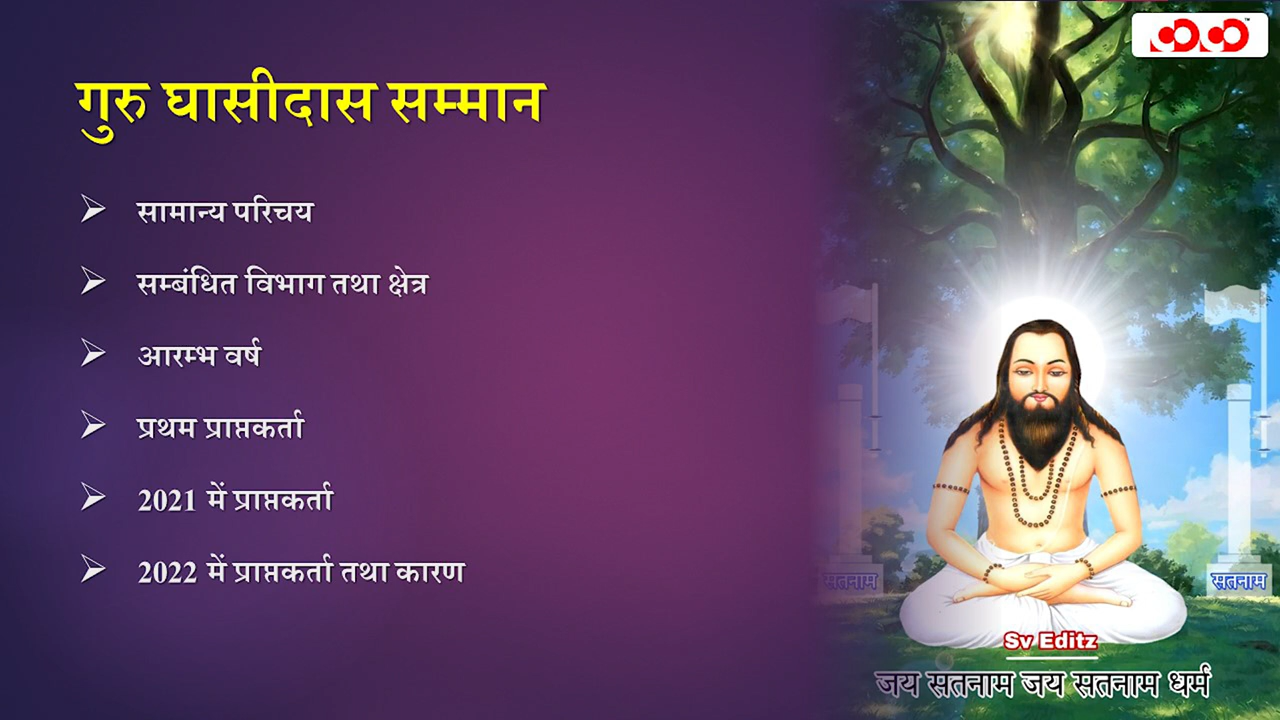 गुरु घासीदास सम्मान
सामान्य परिचय
सम्बंधित विभाग तथा क्षेत्र
आरम्भ वर्ष
प्रथम प्राप्तकर्ता
2021 में प्राप्तकर्ता
2022 में प्राप्तकर्ता तथा कारण
सतनाम
सतनाम
Sv Editz
जय सतनाम जय सतनाम धर्म